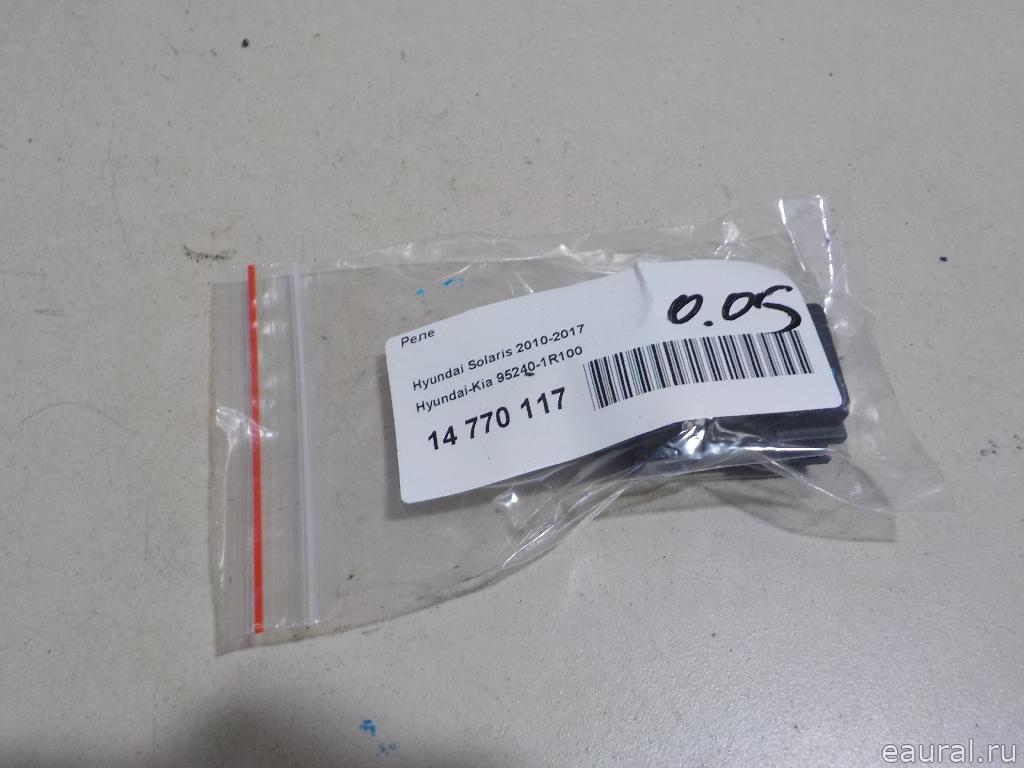 Реле
0.05
Hyundai Solaris 2010-2017
Hyundai-Kia 95240-1R100
14 770 117
eaural.ru